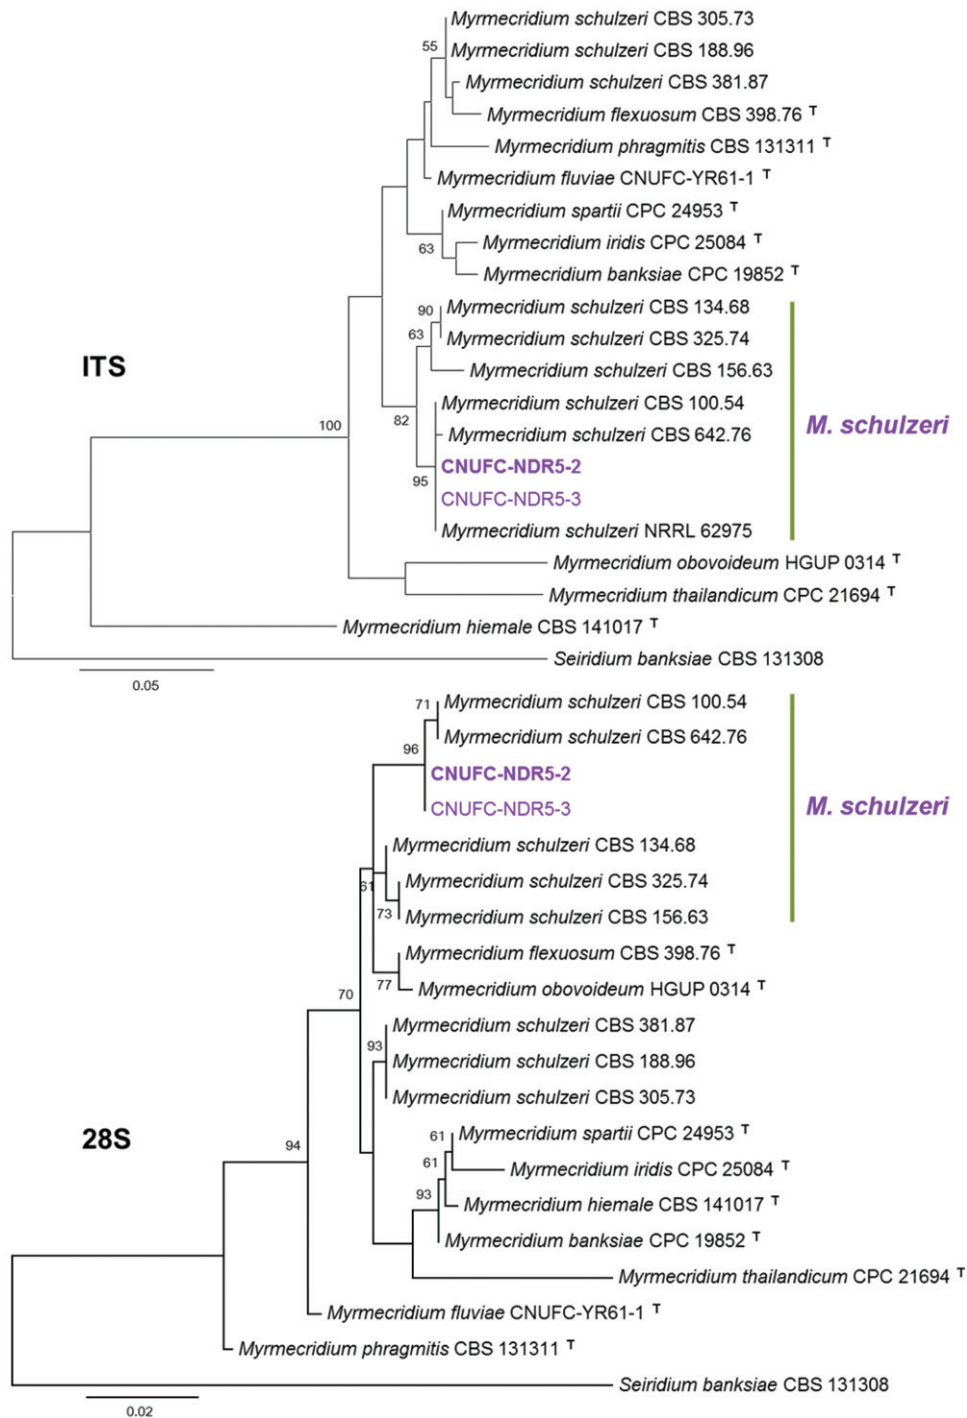 Myrmecridium schulzeri CBS 305.73
55
Myrmecridium schulzeri CBS 188.96
Myrmecridium schulzeri CBS 381.87
Myrmecridium flexuosum CBS 398.76 T
Myrmecridium phragmitis CBS 131311 T
Myrmecridium fluviae CNUFC-YR61-1 T
Myrmecridium spartii CPC 24953 T
63
Myrmecridium iridis CPC 25084 T
Myrmecridium banksiae CPC 19852 T
90
Myrmecridium schulzeri CBS 134.68
63
Myrmecridium schulzeri CBS 325.74
ITS
Myrmecridium schulzeri CBS 156.63
Myrmecridium schulzeri CBS 100.54
82
100
M. schulzeri
Myrmecridium schulzeri CBS 642.76
CNUFC-NDR5-2
95
CNUFC-NDR5-3
Myrmecridium schulzeri NRRL 62975
Myrmecridium obovoideum HGUP 0314 T
Myrmecridium thailandicum CPC 21694 T
Myrmecridium hiemale CBS 141017 T
Seiridium banksiae CBS 131308
0.05
71
Myrmecridium schulzeri CBS 100.54
Myrmecridium schulzeri CBS 642.76
96
CNUFC-NDR5-2
CNUFC-NDR5-3
M. schulzeri
Myrmecridium schulzeri CBS 134.68
61
Myrmecridium schulzeri CBS 325.74
73
Myrmecridium schulzeri CBS 156.63
Myrmecridium flexuosum CBS 398.76 T
77
Myrmecridium obovoideum HGUP 0314 T
70
Myrmecridium schulzeri CBS 381.87
93
Myrmecridium schulzeri CBS 188.96
Myrmecridium schulzeri CBS 305.73
28S
61
Myrmecridium spartii CPC 24953 T
94
61
Myrmecridium iridis CPC 25084 T
93
Myrmecridium hiemale CBS 141017 T
Myrmecridium banksiae CPC 19852 T
Myrmecridium thailandicum CPC 21694 T
Myrmecridium fluviae CNUFC-YR61-1 T
Myrmecridium phragmitis CBS 131311 T
Seiridium banksiae CBS 131308
0.02